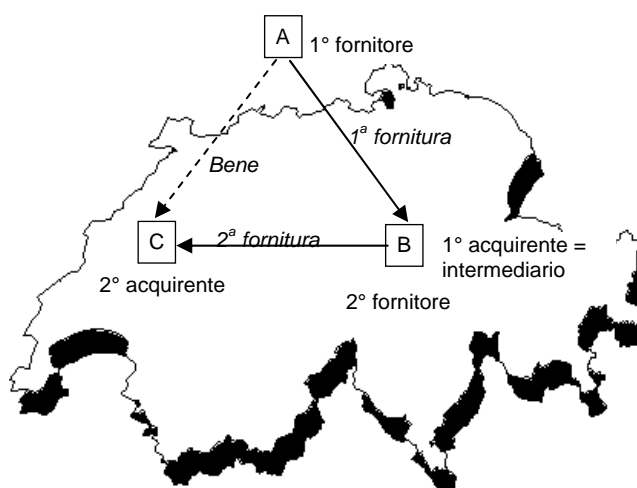 A
1° fornitore
1ª fornitura
Bene
C
2ª fornitura
B
1° acquirente =
intermediario
2° acquirente
2° fornitore